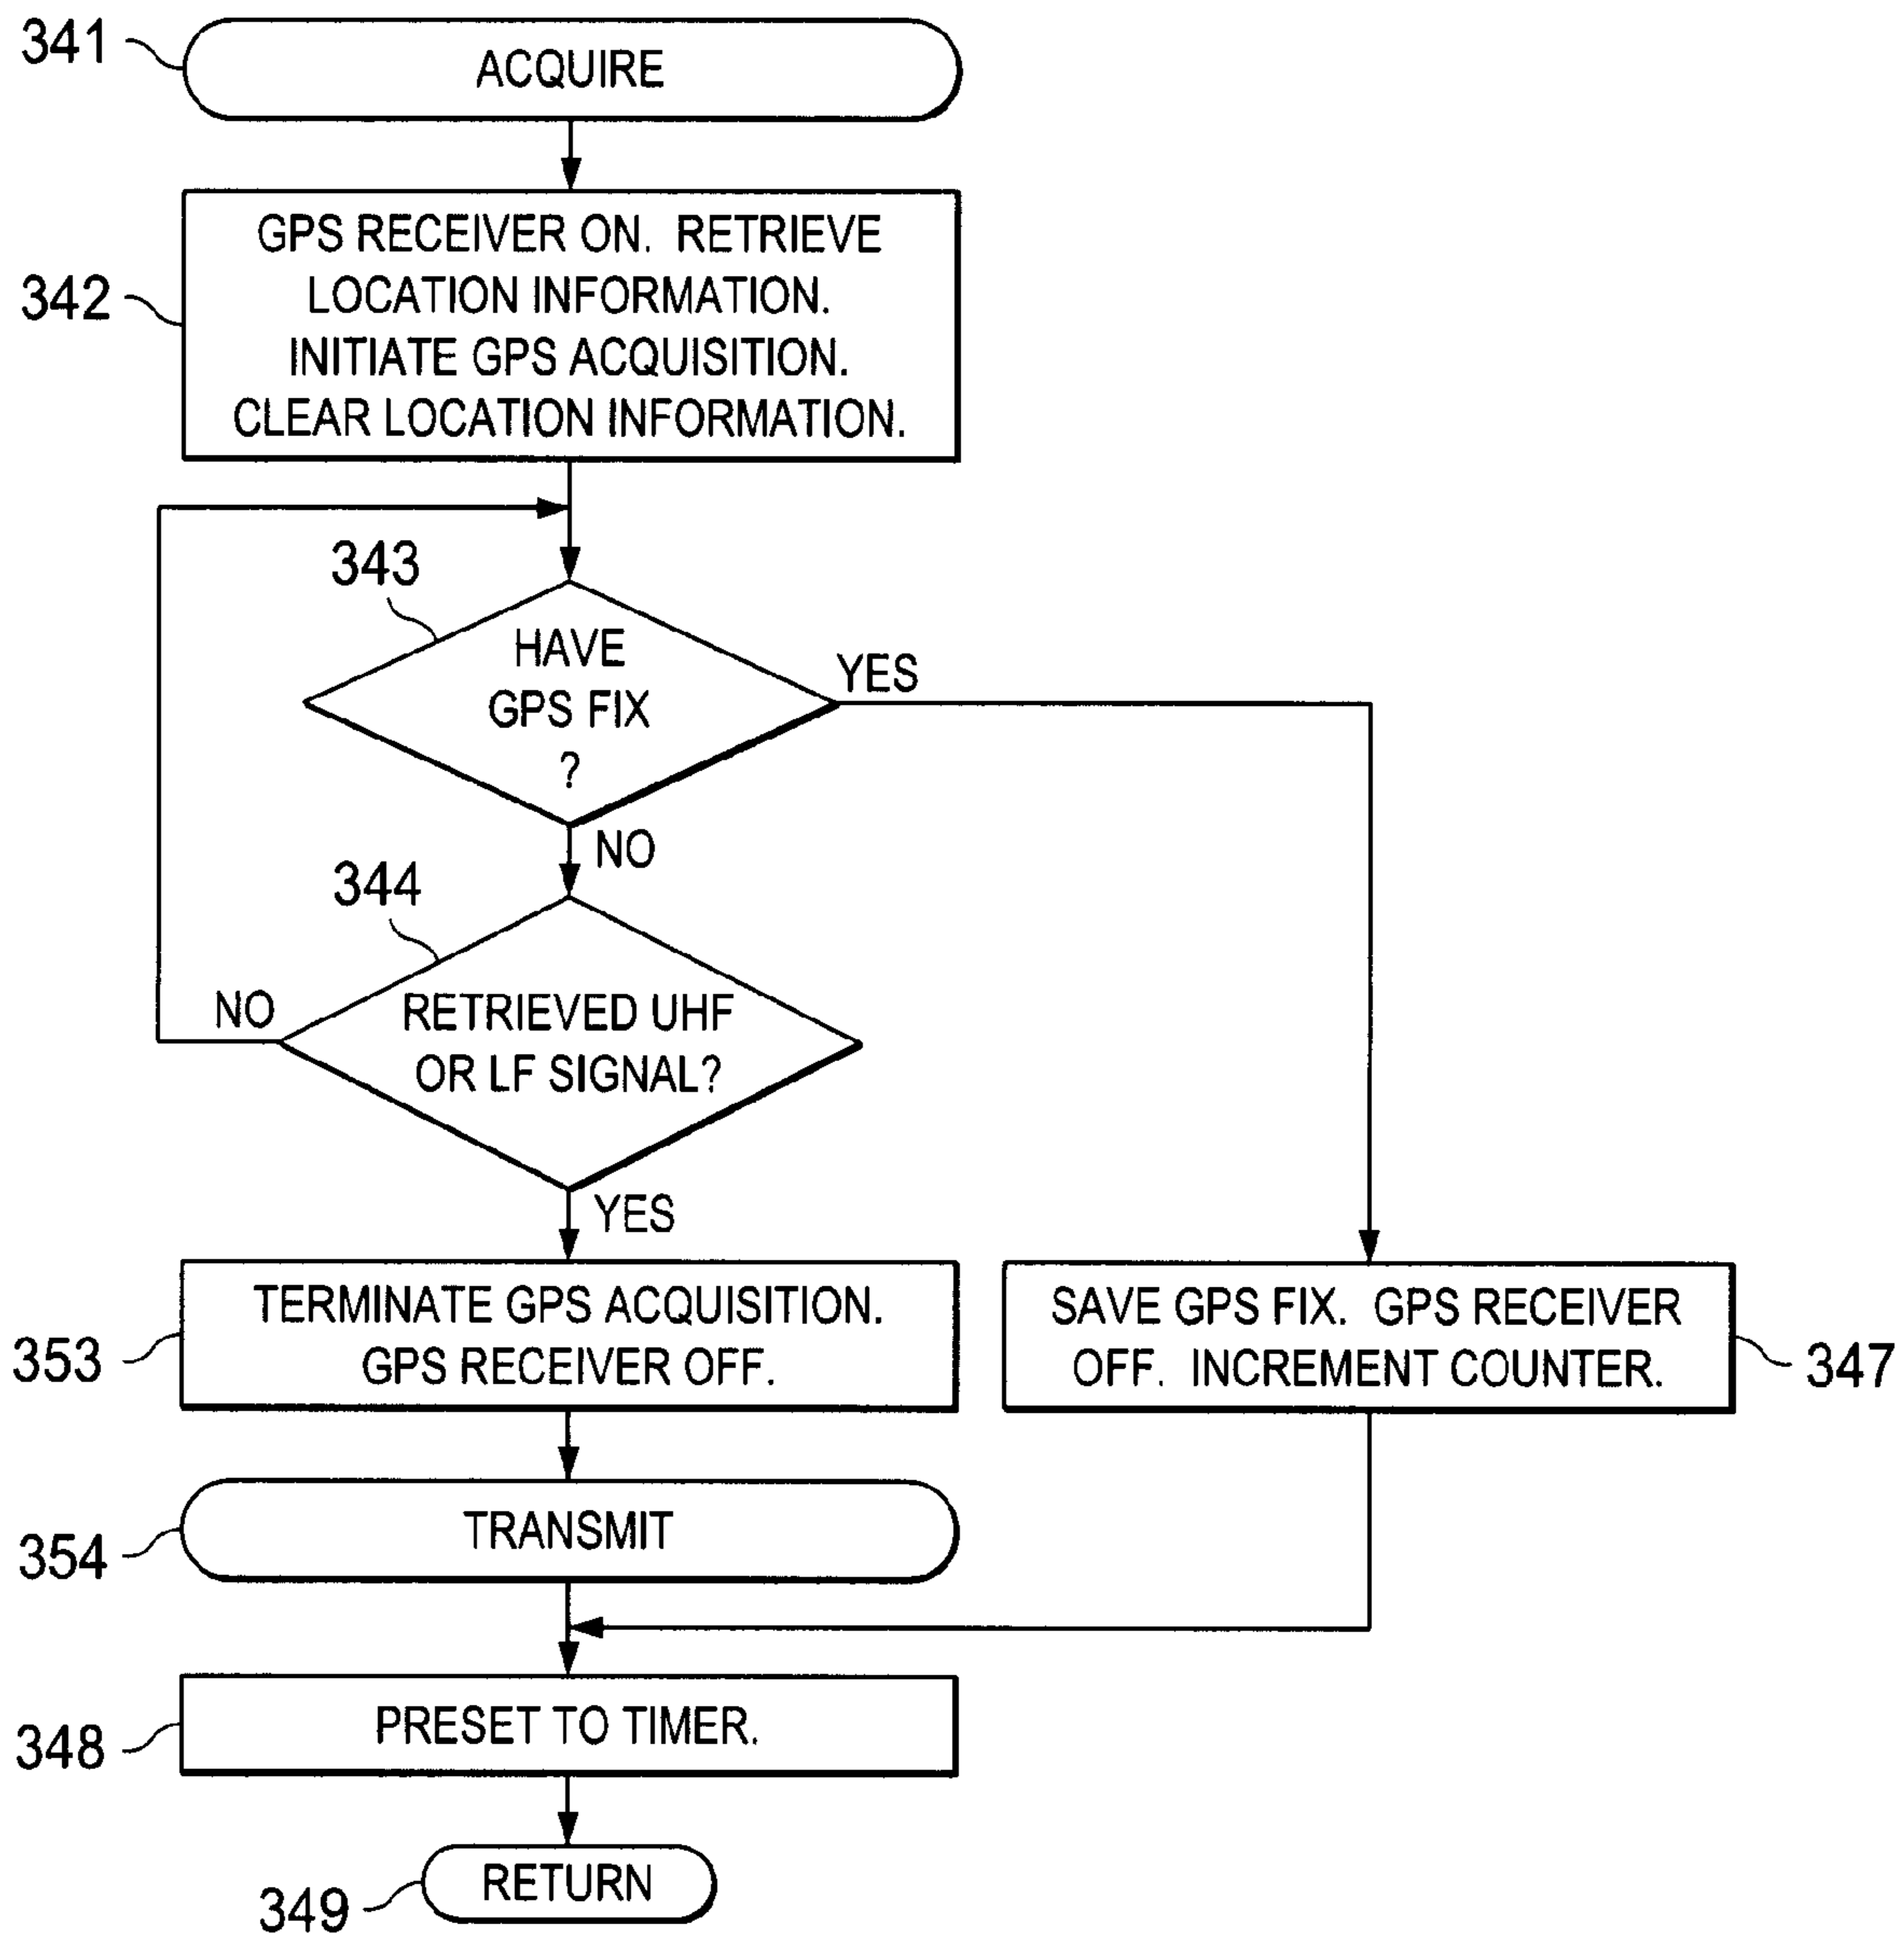 341
ACQUIRE
342
GPS RECEIVER ON. RETRIEVE
LOCATION INFORMATION.
INITIATE GPS ACQUISITION.
CLEAR LOCATION INFORMATION.
343
HAVE
GPS FIX
?
YES
NO
344
RETRIEVED UHF
OR LF SIGNAL?
NO
YES
353
TERMINATE GPS ACQUISITION.
GPS RECEIVER OFF.
SAVE GPS FIX. GPS RECEIVER
OFF. INCREMENT COUNTER.
347
354
TRANSMIT
348
PRESET TO TIMER.
349
RETURN